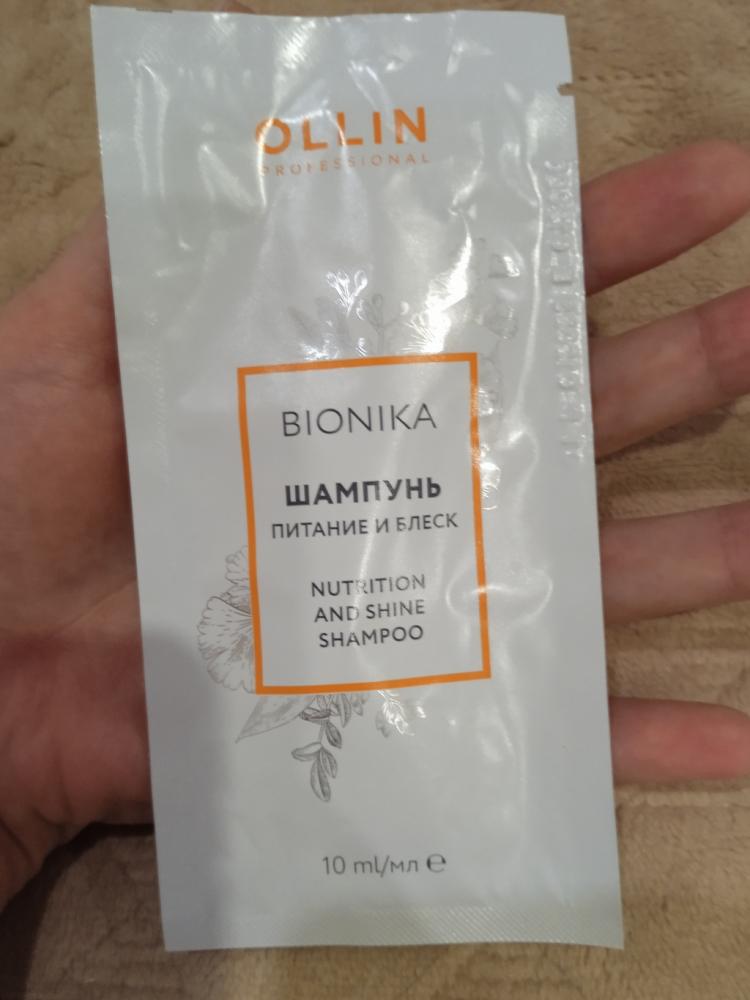 OLLIN
PROFESSIONAL
BIONIKA
ШАМПУНЬ
ПИТАНИЕ И БЛЕСК
NUTRITION
AND SHINE
SHAMPOO
10 ml/мл ℮